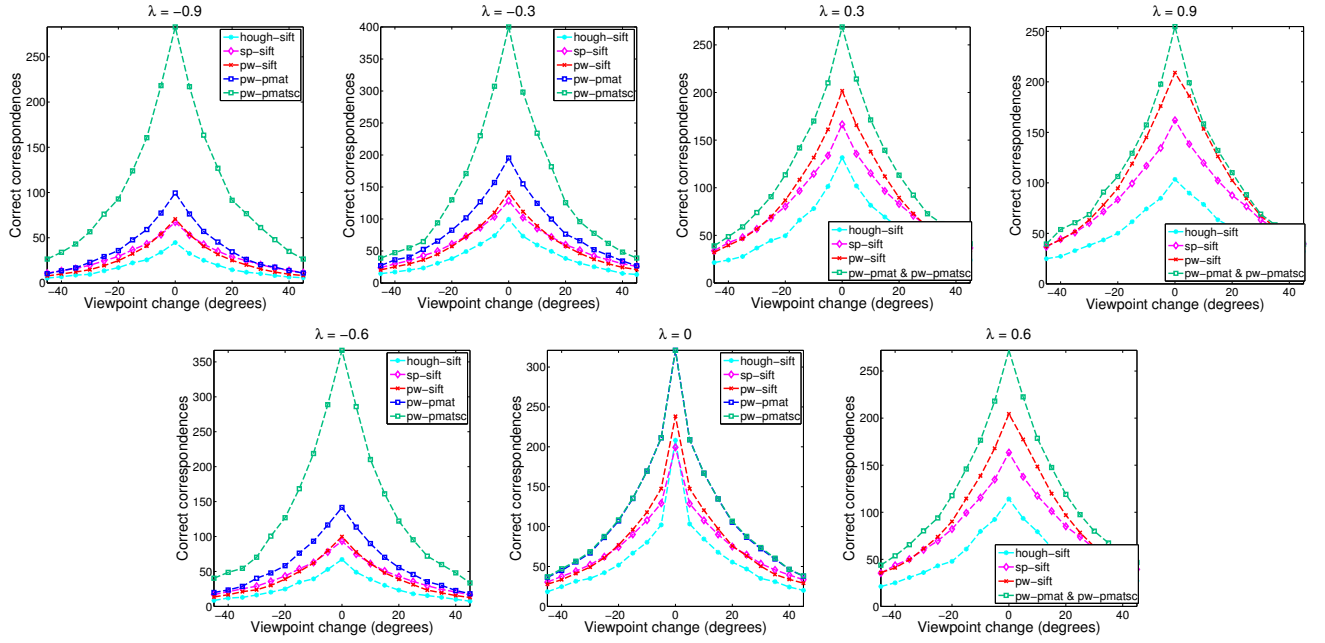 λ = −0.9
Correct correspondences
250
200
150
100
50
0
−40 −20 0 20 40
Viewpoint change (degrees)
hough−sift
sp−sift
pw−sift
pw−pmat
pw−pmatsc
λ = −0.3
Correct correspondences
400
350
300
250
200
150
100
50
0
−40 −20 0 20 40
Viewpoint change (degrees)
hough−sift
sp−sift
pw−sift
pw−pmat
pw−pmatsc
λ = 0.3
Correct correspondences
250
200
150
100
50
0
−40 −20 0 20 40
Viewpoint change (degrees)
hough−sift
sp−sift
pw−sift
pw−pmat & pw−pmatsc
λ = 0.9
Correct correspondences
250
200
150
100
50
0
−40 −20 0 20 40
Viewpoint change (degrees)
hough−sift
sp−sift
pw−sift
pw−pmat & pw−pmatsc
λ = −0.6
Correct correspondences
350
300
250
200
150
100
50
0
−40 −20 0 20 40
Viewpoint change (degrees)
hough−sift
sp−sift
pw−sift
pw−pmat
pw−pmatsc
λ = 0
Correct correspondences
300
250
200
150
100
50
0
−40 −20 0 20 40
Viewpoint change (degrees)
hough−sift
sp−sift
pw−sift
pw−pmat
pw−pmatsc
λ = 0.6
Correct correspondences
250
200
150
100
50
0
−40 −20 0 20 40
Viewpoint change (degrees)
hough−sift
sp−sift
pw−sift
pw−pmat & pw−pmatsc